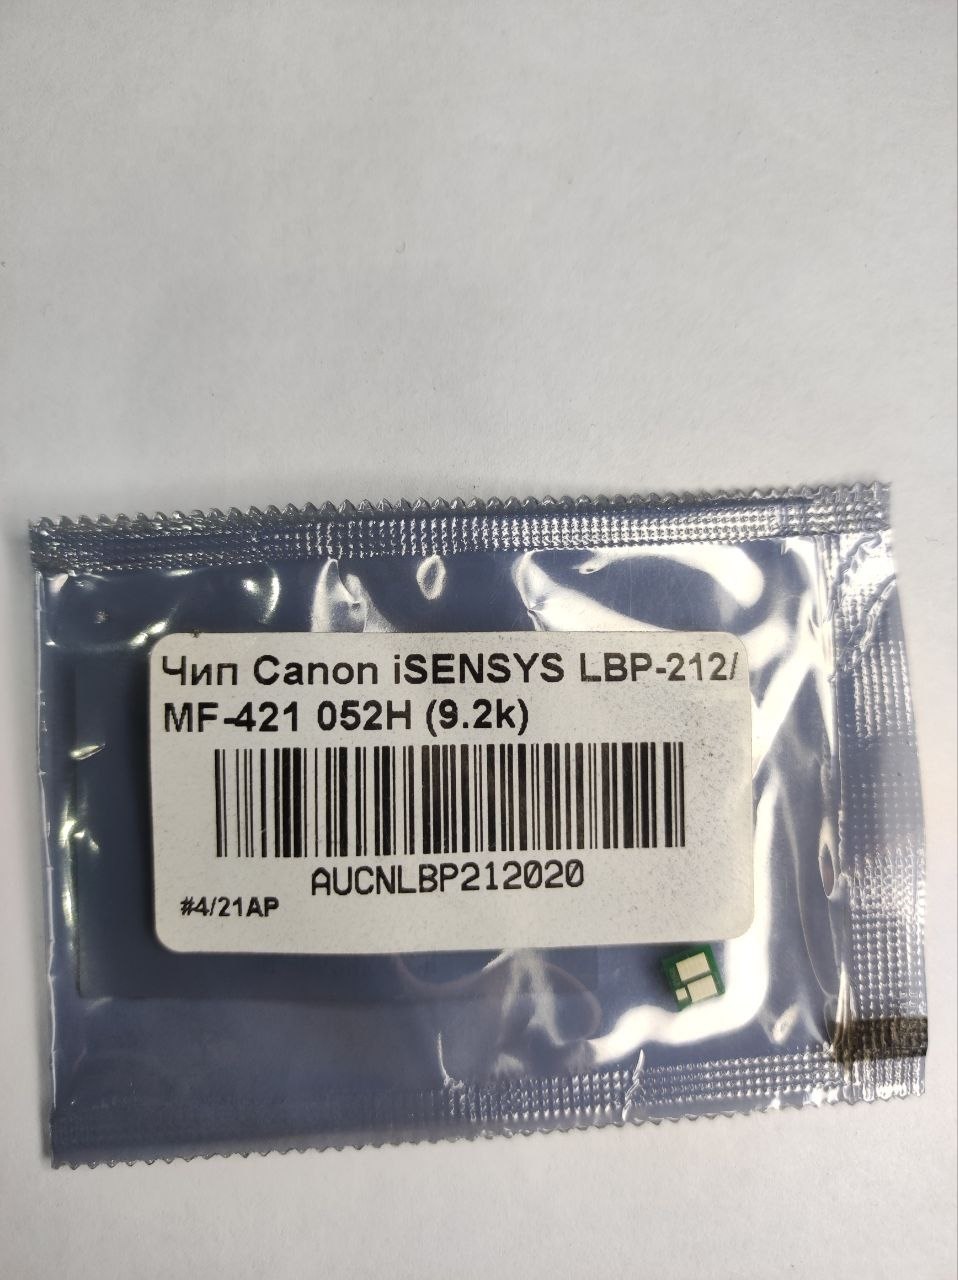 Чип Canon iSENSYS LBP-212/
MF-421 052H (9.2k)
AUCNLBP212020
#4/21AP